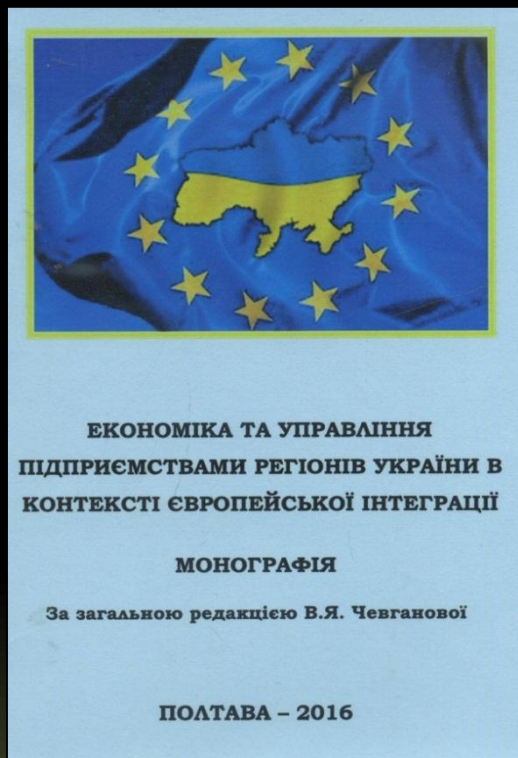 ЕКОНОМІКА ТА УПРАВЛІННЯ
ПІДПРИЄМСТВАМИ РЕГІОНІВ УКРАЇНИ В
КОНТЕКСТІ ЄВРОПЕЙСЬКОЇ ІНТЕГРАЦІЇ
МОНОГРАФІЯ
За загальною редакцією В.Я. Чевганової
ПОЛТАВА – 2016